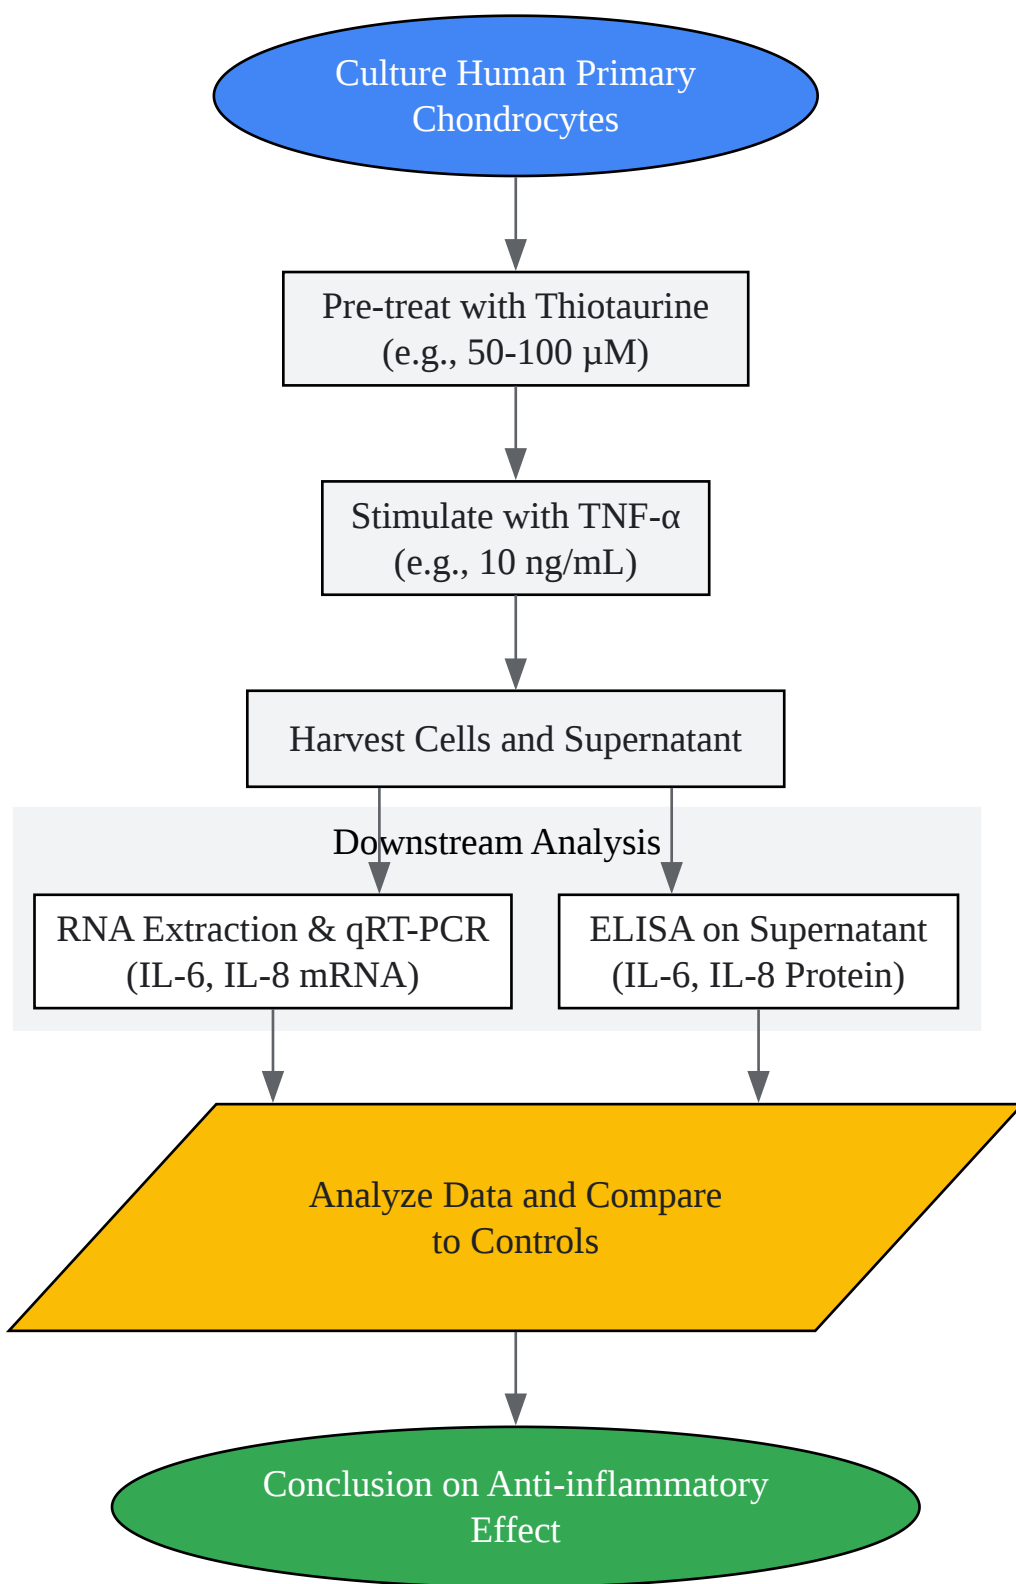 Culture Human Primary
Chondrocytes
Pre-treat with Thiotaurine
(e.g., 50-100 µM)
Stimulate with TNF-α
(e.g., 10 ng/mL)
Harvest Cells and Supernatant
Downstream Analysis
RNA Extraction & qRT-PCR
(IL-6, IL-8 mRNA)
ELISA on Supernatant
(IL-6, IL-8 Protein)
Analyze Data and Compare
to Controls
Conclusion on Anti-inflammatory
Effect